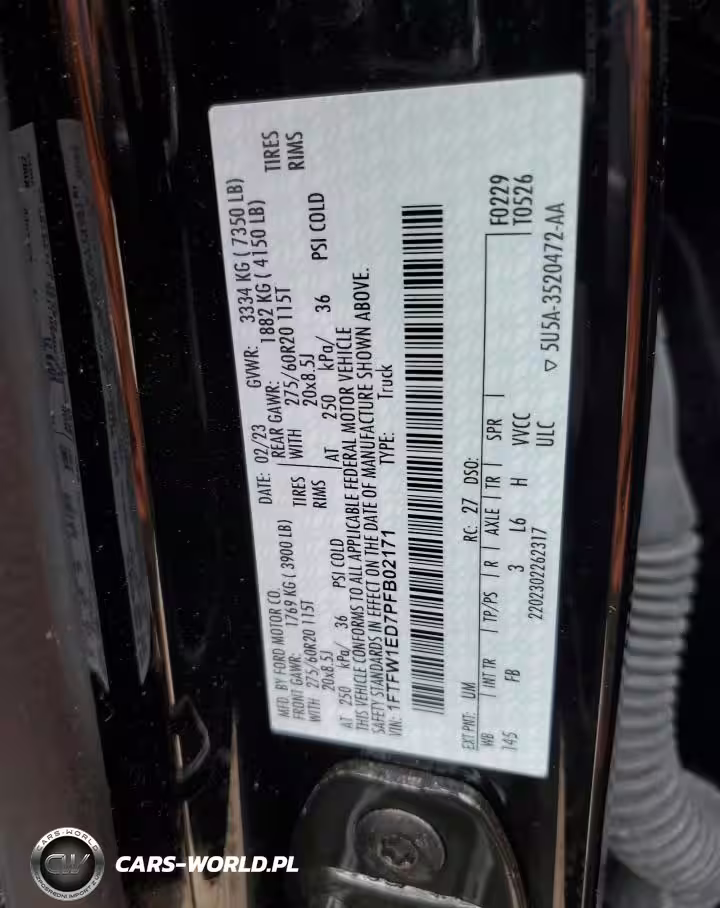 MFD. BY FORD MOTOR CO.
DATE: 02/23 GVWR: 3334 KG ( 7350 LB)
FRONT GAWR: 1769 KG ( 3900 LB)
REAR GAWR: 1882 KG ( 4150 LB)
WITH 275/60R20 115T TIRES
WITH 275/60R20 115T TIRES
20x8.5J RIMS
20x8.5J RIMS
AT 250 kPa/ 36 PSI COLD
AT 250 kPa/ 36 PSI COLD
THIS VEHICLE CONFORMS TO ALL APPLICABLE FEDERAL MOTOR VEHICLE
SAFETY STANDARDS IN EFFECT ON THE DATE OF MANUFACTURE SHOWN ABOVE.
VIN: 1FTFW1ED7PFB02171 TYPE: Truck
F0229
EXT PNT: UM RC: 27 DSO: T0526
WB INT TR TP/PS R AXLE TR SPR
145 FB 3 L6 H VVCC
2202302262317 ULC
▽ 5U5A-3520472-AA
CARS-WORLD
CW
CARS-WORLD.PL